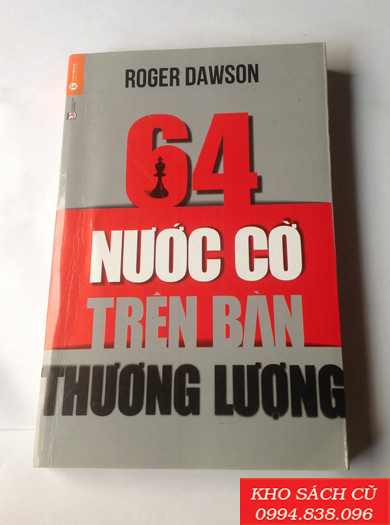 ROGER DAWSON
64
NƯỚC CỜ
TRÊN BÀN
THƯƠNG LƯỢNG
KHO SÁCH CŨ
0994.838.096